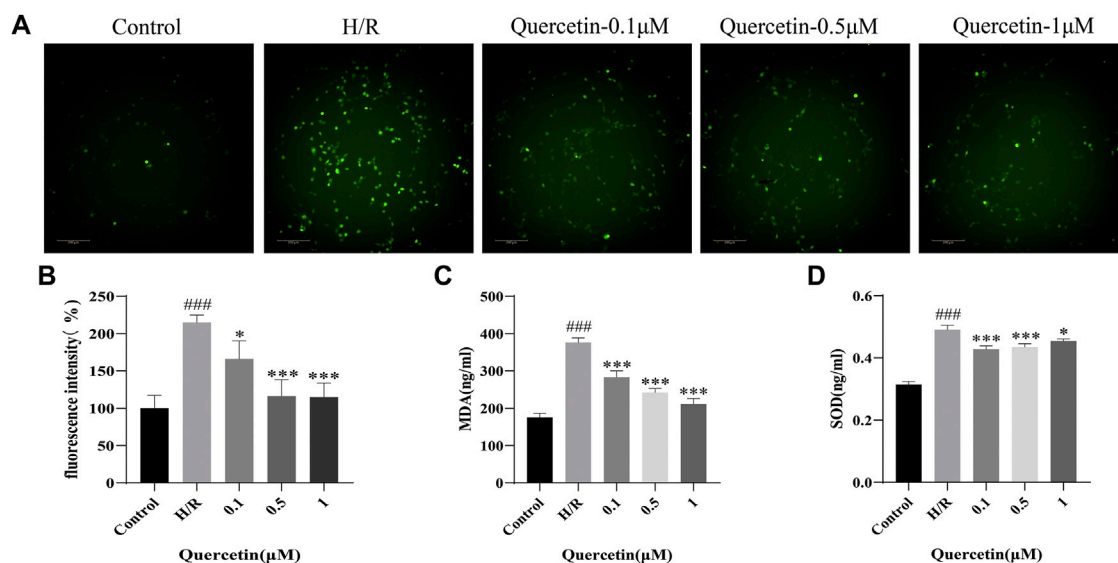 A
Control
H/R
Quercetin-0.1μM
Quercetin-0.5μM
Quercetin-1μM
B
fluorescence intensity( %)
250
200
150
100
50
0
###
*
***
***
Control
H/R
0.1
0.5
1
Quercetin(μM)
C
MDA(ng/ml)
500
400
300
200
100
0
###
***
***
***
Control
H/R
0.1
0.5
1
Quercetin(μM)
D
SOD(ng/ml)
0.6
0.4
0.2
0.0
###
***
***
*
Control
H/R
0.1
0.5
1
Quercetin(μM)